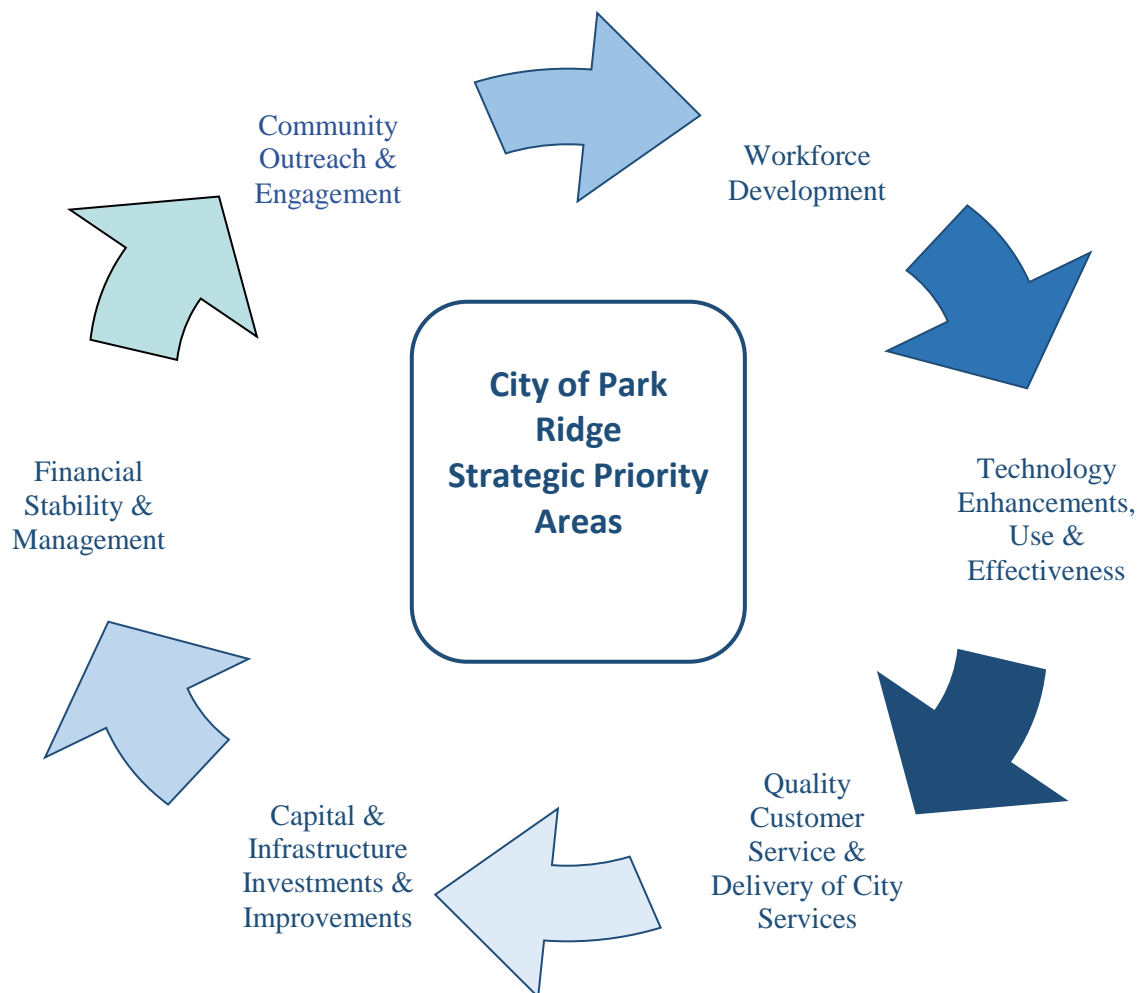 Community
Outreach &
Engagement
Workforce
Development
City of Park
Ridge
Strategic Priority
Areas
Financial
Stability &
Management
Technology
Enhancements,
Use &
Effectiveness
Quality
Customer
Service &
Delivery of City
Services
Capital &
Infrastructure
Investments &
Improvements